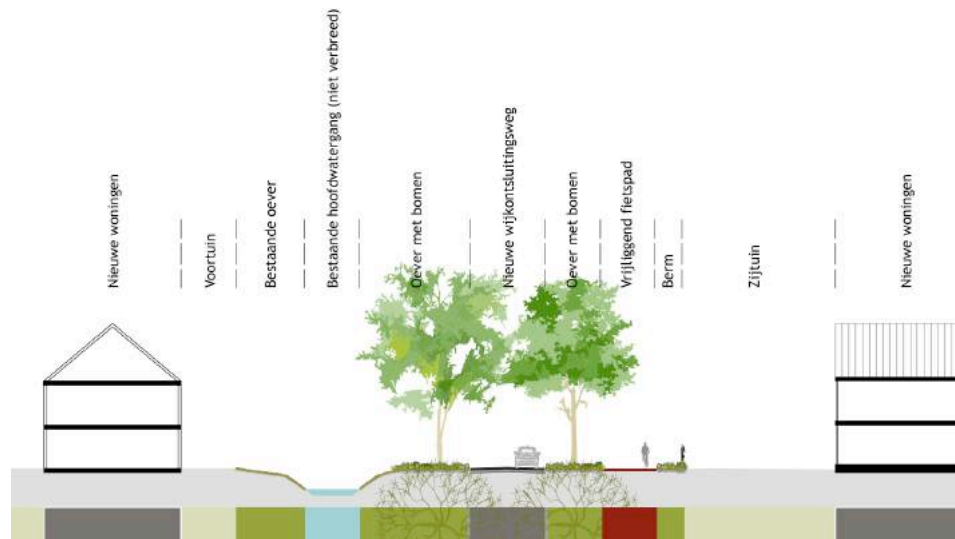 Nieuwe woningen
Voortuin
Bestaande oever
Bestaande hoofdwatergang (niet verbreed)
Oever met bomen
Nieuwe wijkontsluitingsweg
Oever met bomen
Vrijliggend fietspad
Berm
Zijtuin
Nieuwe woningen